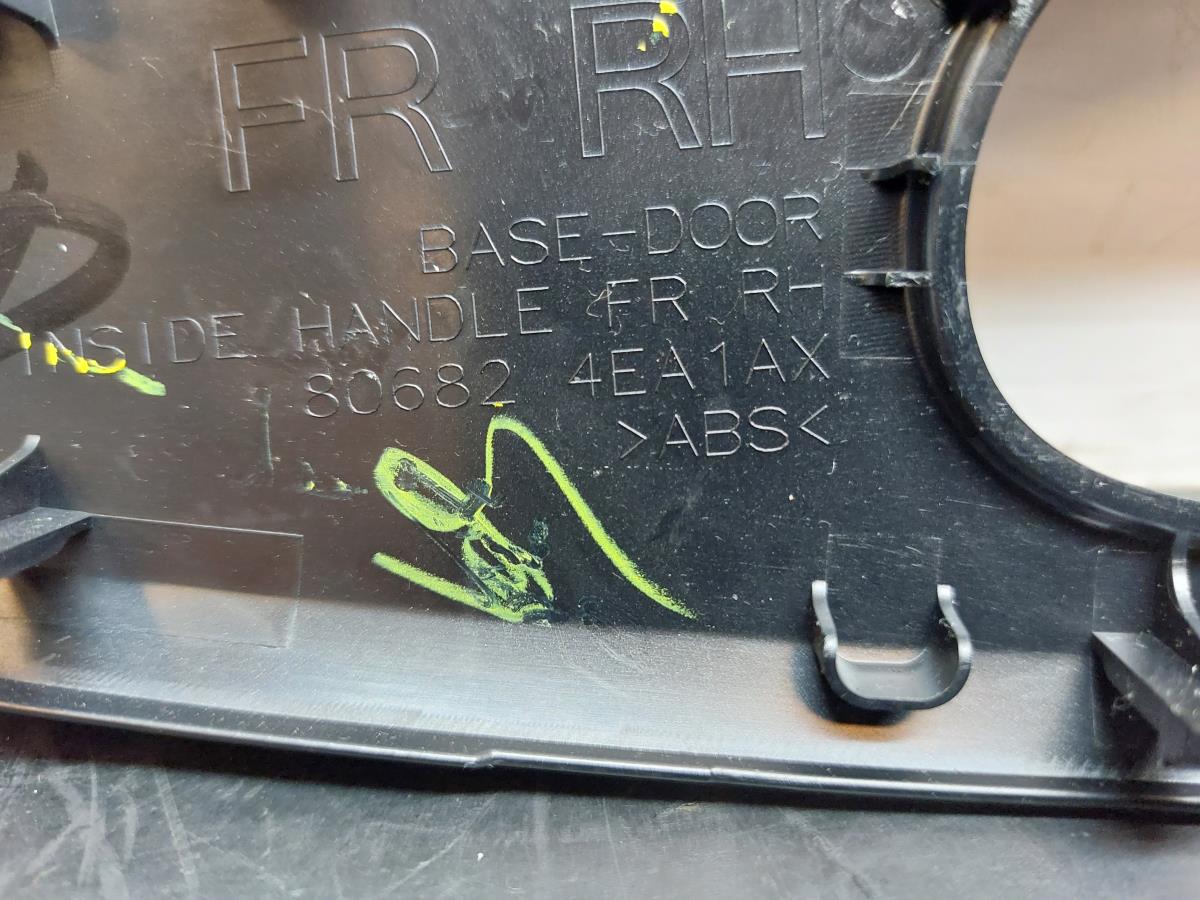 FR RH
BASE-DOOR
INSIDE HANDLE FR RH
80682 4EA1AX
>ABS<